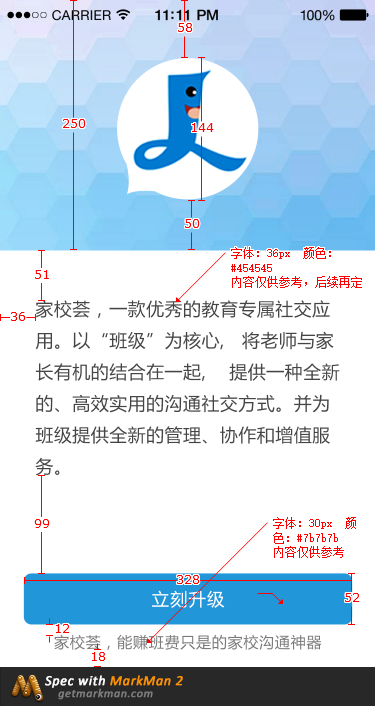 CARRIER 11:11 PM 100%
58
250
144
50
字体：36px 颜色：
#454545
内容仅供参考，后续再定
51
36
家校荟，一款优秀的教育专属社交应
用。以“班级”为核心， 将老师与家
长有机的结合在一起， 提供一种全新
的、高效实用的沟通社交方式。并为
班级提供全新的管理、协作和增值服
务。
99
字体：30px 颜
色：#7b7b7b
内容仅供参考
328
立刻升级
52
12
家校荟，能赚班费只是的家校沟通神器
18
Spec with MarkMan 2
getmarkman.com